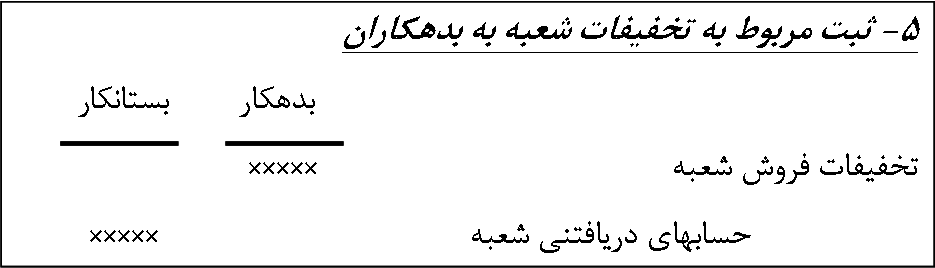 ۵- ثبت مربوط به تخفیفات شعبه به بدهکاران
بدهکار بستانکار
تخفیفات فروش شعبه ×××××
حسابهای دریافتنی شعبه ×××××